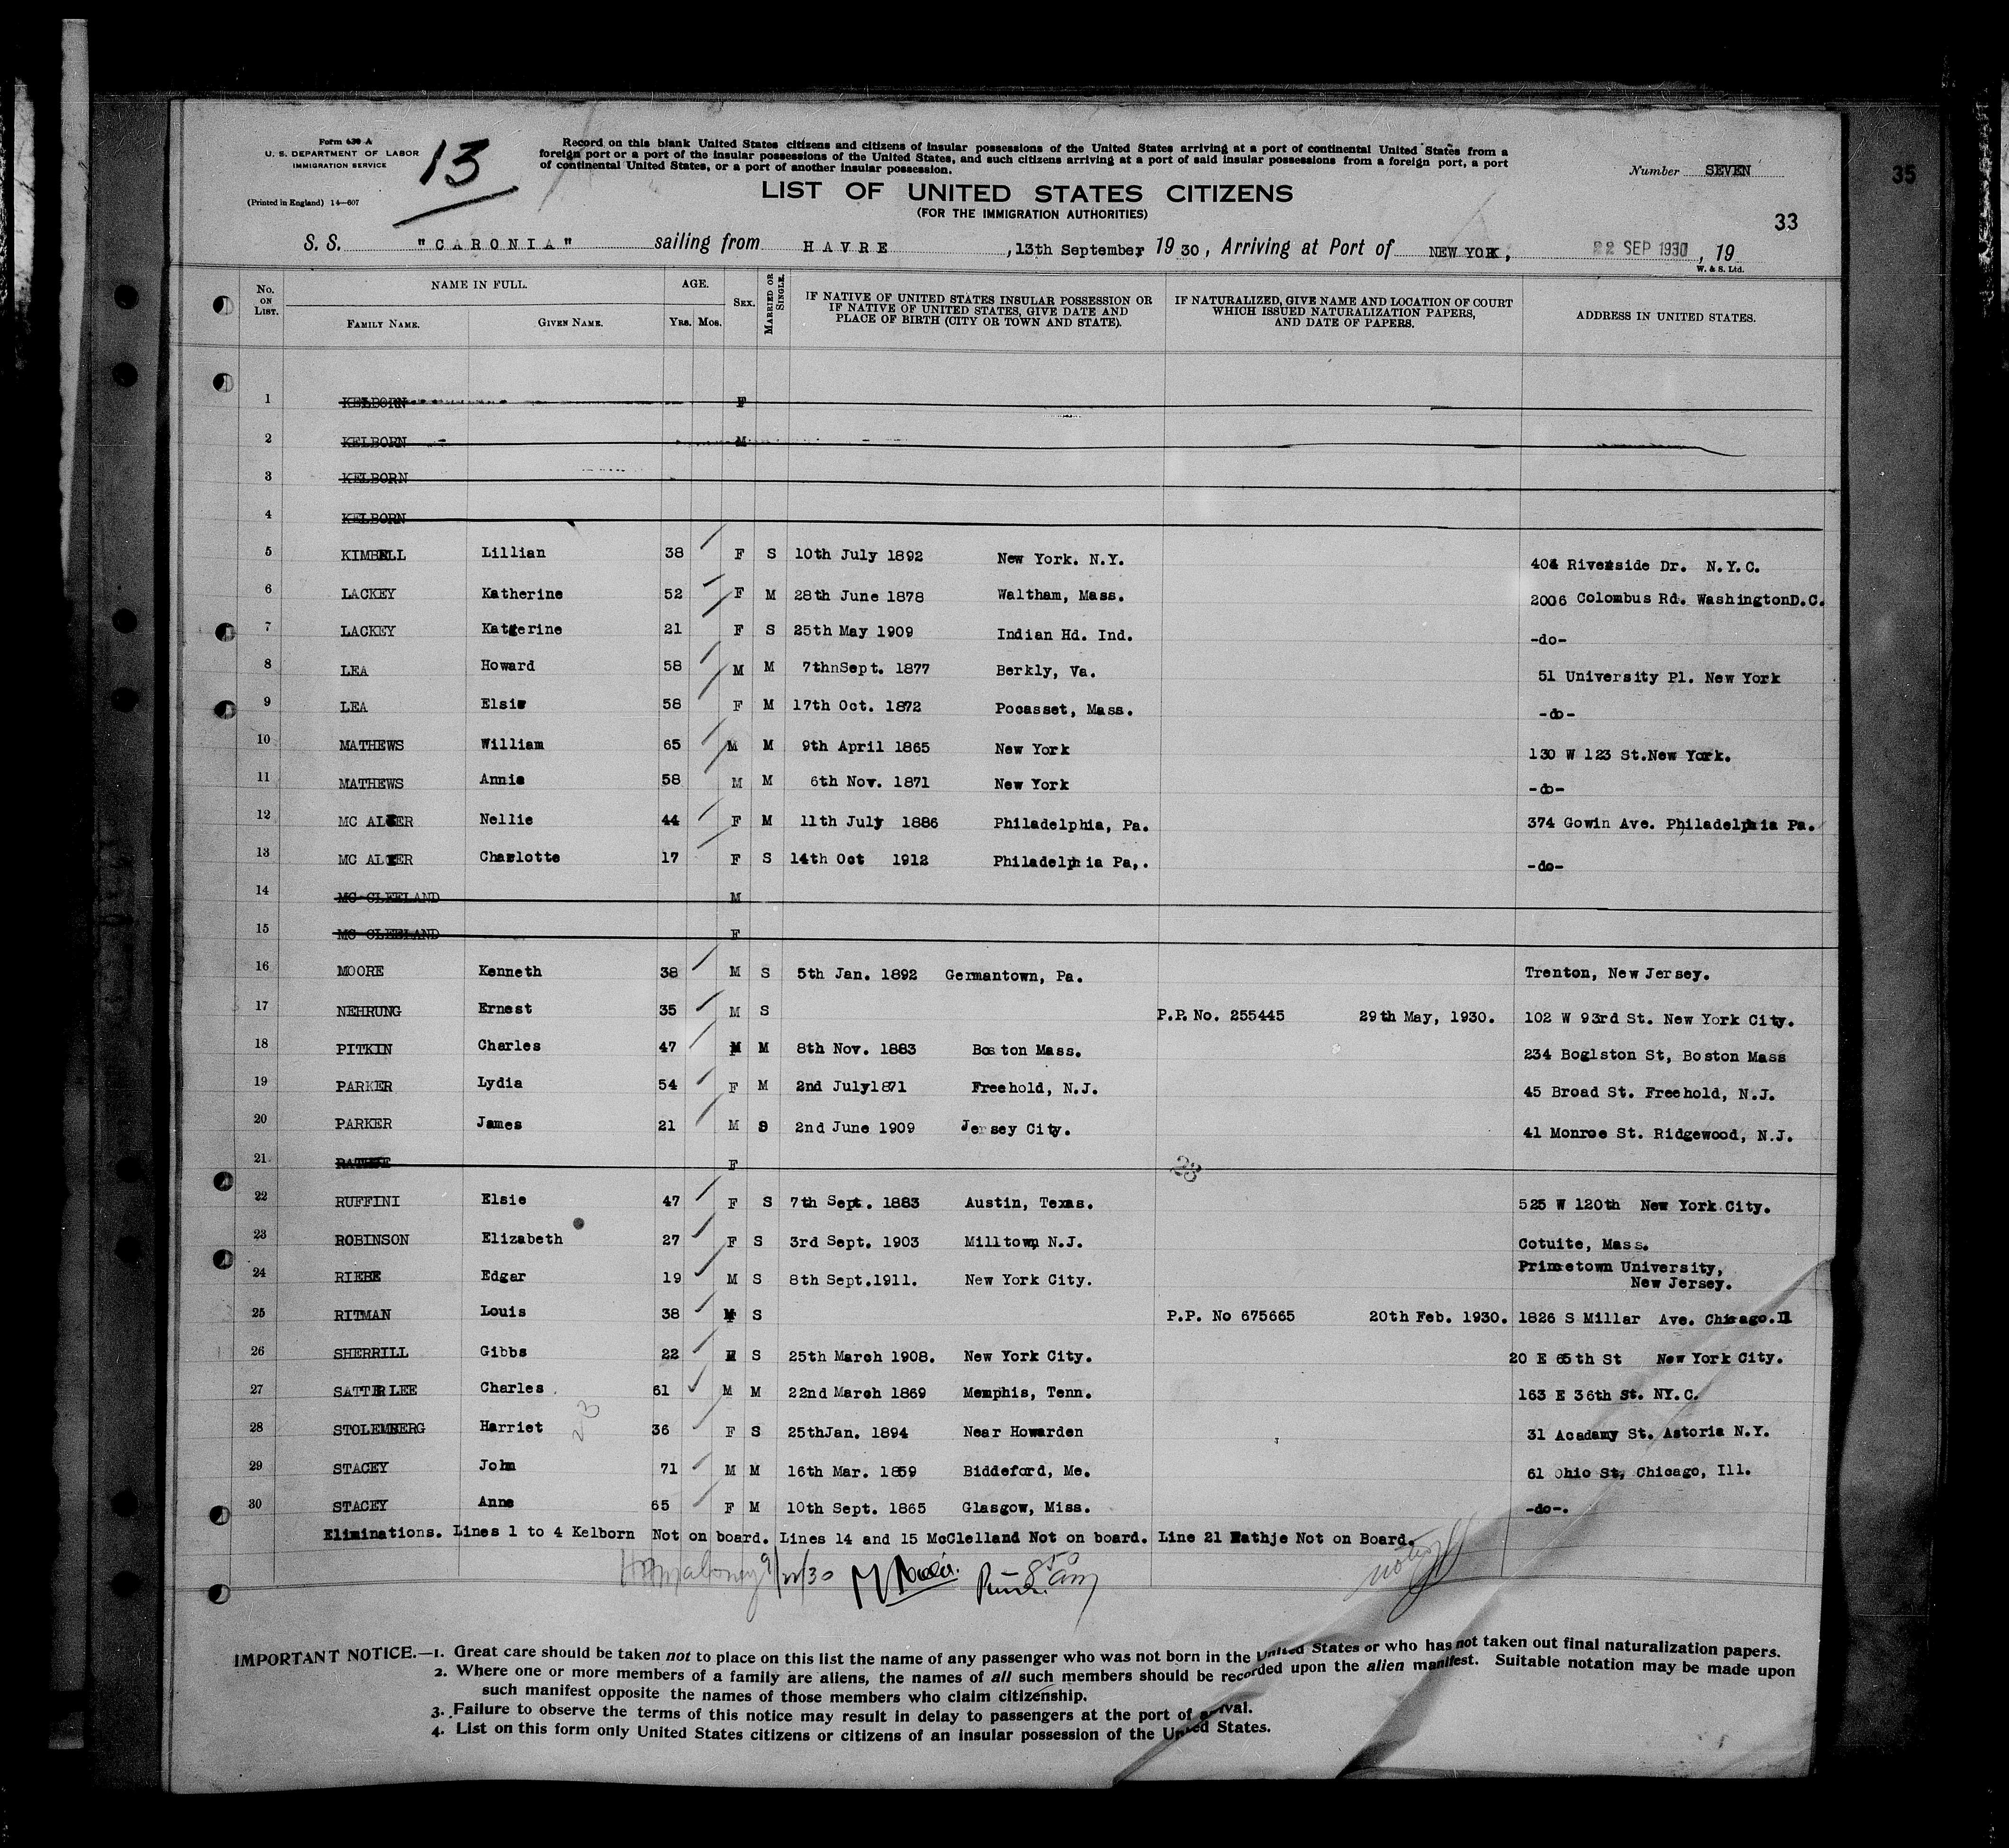 Form 630 A
U. S. DEPARTMENT OF LABOR
IMMIGRATION SERVICE
(Printed in England) 14—607
13
Record on this blank United States citizens and citizens of insular possessions of the United States arriving at a port of continental United States from a
foreign port or a port of the insular possessions of the United States, and such citizens arriving at a port of said insular possessions from a foreign port, a port
of continental United States, or a port of another insular possession.
LIST OF UNITED STATES CITIZENS
(FOR THE IMMIGRATION AUTHORITIES)
Number SEVEN
35
33
S. S. "CARONIA" sailing from HAVRE, 13th September, 1930, Arriving at Port of NEW YORK, 22 SEP 1930, 19
W. & S. Ltd.
No. ON LIST. NAME IN FULL. FAMILY NAME. GIVEN NAME. AGE. Yrs. Mos. SEX. MARRIED OR SINGLE. IF NATIVE OF UNITED STATES INSULAR POSSESSION OR IF NATIVE OF UNITED STATES, GIVE DATE AND PLACE OF BIRTH (CITY OR TOWN AND STATE). IF NATURALIZED, GIVE NAME AND LOCATION OF COURT WHICH ISSUED NATURALIZATION PAPERS, AND DATE OF PAPERS. ADDRESS IN UNITED STATES.
1 KELBORN F
2 KELBORN M
3 KELBORN
4 KELBORN
5 KIMBELL Lillian 38 F S 10th July 1892 New York. N.Y. 404 Riverside Dr. N.Y.C.
6 LACKEY Katherine 52 F M 28th June 1878 Waltham, Mass. 2006 Colombus Rd. WashingtonD.C.
7 LACKEY Katgerine 21 F S 25th May 1909 Indian Hd. Ind. -do-
8 LEA Howard 58 M M 7thnSept. 1877 Berkly, Va. 51 University Pl. New York
9 LEA Elsie 58 F M 17th Oct. 1872 Pocasset, Mass. -do-
10 MATHEWS William 65 M M 9th April 1865 New York 130 W 123 St.New York.
11 MATHEWS Annie 58 M M 6th Nov. 1871 New York -do-
12 MC ALEER Nellie 44 F M 11th July 1886 Philadelphia, Pa. 374 Gowin Ave. Philadelphia Pa.
13 MC ALEER Charlotte 17 F S 14th Oct 1912 Philadelphia Pa,. -do-
14 MC CLELLAND M
15 MC CLELLAND F
16 MOORE Kenneth 38 M S 5th Jan. 1892 Germantown, Pa. Trenton, New Jersey.
17 NEHRUNG Ernest 35 M S P.P. No. 255445 29th May, 1930. 102 W 93rd St. New York City.
18 PITKIN Charles 47 M M 8th Nov. 1883 Boston Mass. 234 Boglston St, Boston Mass
19 PARKER Lydia 54 F M 2nd July1871 Freehold, N.J. 45 Broad St. Freehold, N.J.
20 PARKER James 21 M S 2nd June 1909 Jersey City. 41 Monroe St. Ridgewood, N.J.
21 F 23
22 RUFFINI Elsie 47 F S 7th Sept. 1883 Austin, Texas. 525 W 120th New York City.
23 ROBINSON Elizabeth 27 F S 3rd Sept. 1903 Milltown N.J. Cotuite, Mass.
24 RIEBE Edgar 19 M S 8th Sept.1911. New York City. Princetown University, New Jersey.
25 RITMAN Louis 38 M S P.P. No 675665 20th Feb. 1930. 1826 S Millar Ave. Chicago.Ill
26 SHERRILL Gibbs 22 M S 25th March 1908. New York City. 20 E 65th St New York City.
27 SATTERLEE Charles. 61 M M 22nd March 1869 Memphis, Tenn. 163 E 36th St. NY.C.
28 STOLEMBERG Harriet 23 36 F S 25thJan. 1894 Near Howarden 31 Acadamy St. Astoria N.Y.
29 STACEY John 71 M M 16th Mar. 1859 Biddeford, Me. 61 Ohio St, Chicago, Ill.
30 STACEY Anne 65 F M 10th Sept. 1865 Glasgow, Miss. -do-.
Eliminations. Lines 1 to 4 Kelborn Not on board. Lines 14 and 15 McClelland Not on board. Line 21 Rathje Not on Board.
Maloney 9/22/30
IMPORTANT NOTICE.—1. Great care should be taken not to place on this list the name of any passenger who was not born in the United States or who has not taken out final naturalization papers.
2. Where one or more members of a family are aliens, the names of all such members should be recorded upon the alien manifest. Suitable notation may be made upon
such manifest opposite the names of those members who claim citizenship.
3. Failure to observe the terms of this notice may result in delay to passengers at the port of arrival.
4. List on this form only United States citizens or citizens of an insular possession of the United States.